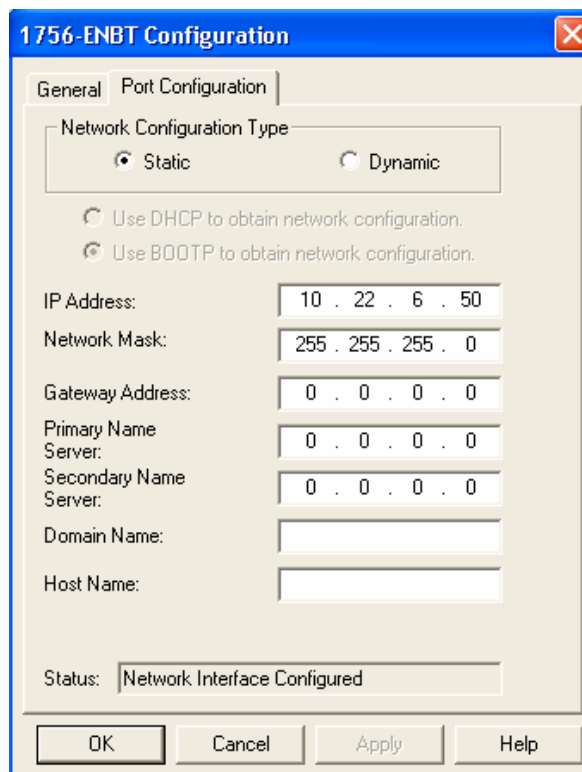 1756-ENBT Configuration
General Port Configuration
Network Configuration Type
Static Dynamic
Use DHCP to obtain network configuration.
Use BOOTP to obtain network configuration.
IP Address: 10 . 22 . 6 . 50
Network Mask: 255 . 255 . 255 . 0
Gateway Address: 0 . 0 . 0 . 0
Primary Name
Server: 0 . 0 . 0 . 0
Secondary Name
Server: 0 . 0 . 0 . 0
Domain Name:
Host Name:
Status: Network Interface Configured
OK Cancel Apply Help